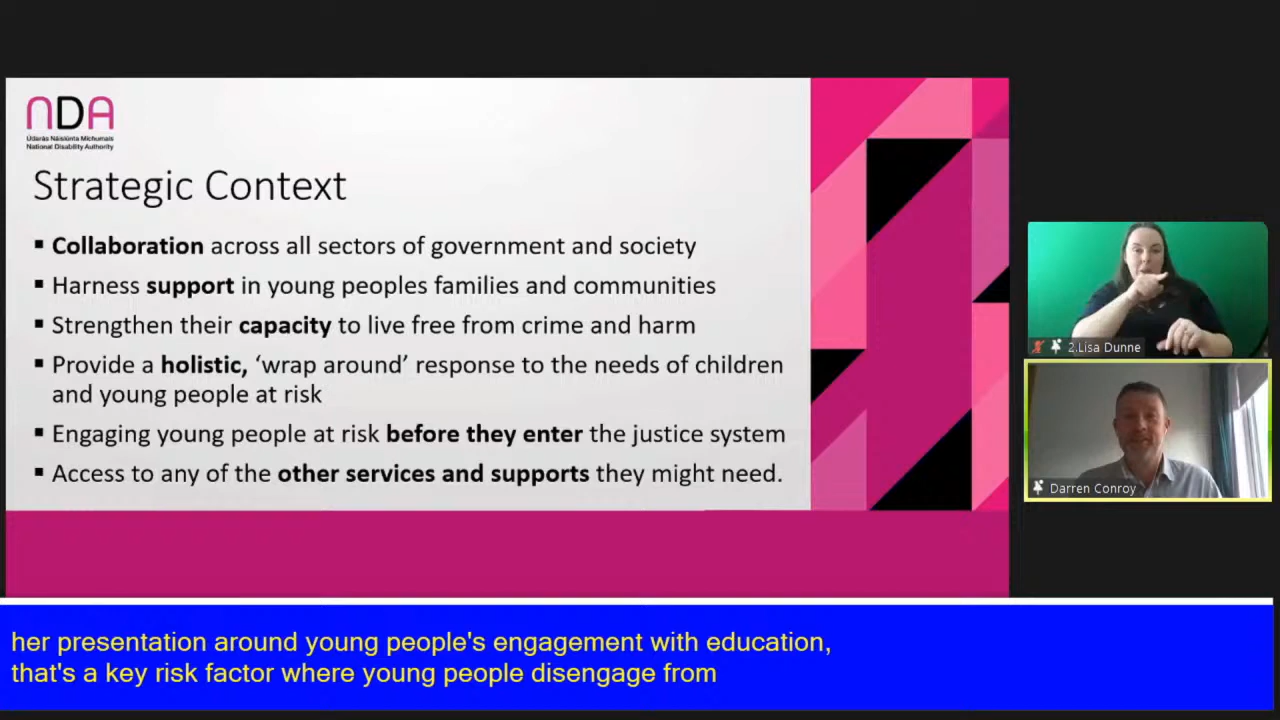 NDA
Údarás Náisiúnta Míchumais
National Disability Authority
Strategic Context
▪ Collaboration across all sectors of government and society
▪ Harness support in young peoples families and communities
▪ Strengthen their capacity to live free from crime and harm
▪ Provide a holistic, ‘wrap around’ response to the needs of children
and young people at risk
▪ Engaging young people at risk before they enter the justice system
▪ Access to any of the other services and supports they might need.
2.Lisa Dunne
Darren Conroy
her presentation around young people's engagement with education,
that's a key risk factor where young people disengage from